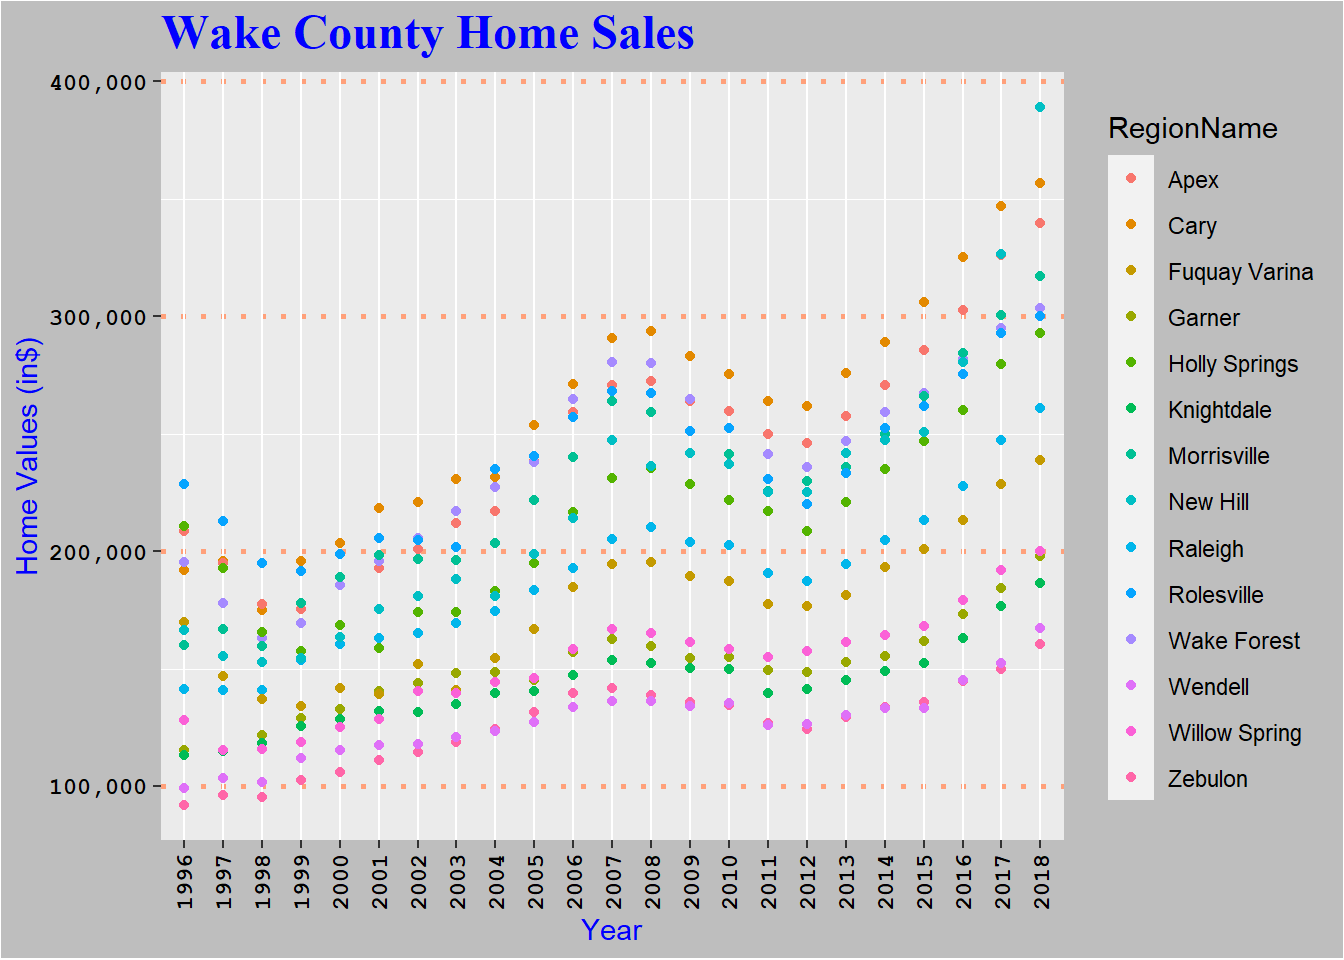 Wake County Home Sales
400,000
300,000
200,000
100,000
Home Values (in$)
1996
1997
1998
1999
2000
2001
2002
2003
2004
2005
2006
2007
2008
2009
2010
2011
2012
2013
2014
2015
2016
2017
2018
Year
RegionName
Apex
Cary
Fuquay Varina
Garner
Holly Springs
Knightdale
Morrisville
New Hill
Raleigh
Rolesville
Wake Forest
Wendell
Willow Spring
Zebulon